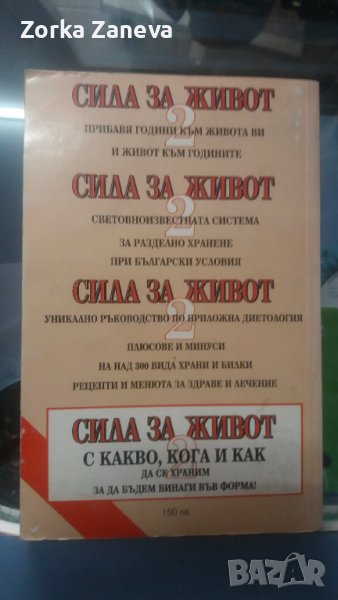 Zorka Zaneva
СИЛА ЗА ЖИВОТ
2
ПРИБАВЯ ГОДИНИ КЪМ ЖИВОТА ВИ
И ЖИВОТ КЪМ ГОДИНИТЕ
СИЛА ЗА ЖИВОТ
2
СВЕТОВНОИЗВЕСТНАТА СИСТЕМА
ЗА РАЗДЕЛНО ХРАНЕНЕ
ПРИ БЪЛГАРСКИ УСЛОВИЯ
СИЛА ЗА ЖИВОТ
2
УНИКАЛНО РЪКОВОДСТВО ПО ПРИЛОЖНА ДИЕТОЛОГИЯ
ПЛЮСОВЕ И МИНУСИ
НА НАД 300 ВИДА ХРАНИ И БИЛКИ
РЕЦЕПТИ И МЕНЮТА ЗА ЗДРАВЕ И ЛЕЧЕНИЕ
СИЛА ЗА ЖИВОТ
2
С КАКВО, КОГА И КАК
ДА СЕ ХРАНИМ
ЗА ДА БЪДЕМ ВИНАГИ ВЪВ ФОРМА!
150 лв.
BAZAR
bg